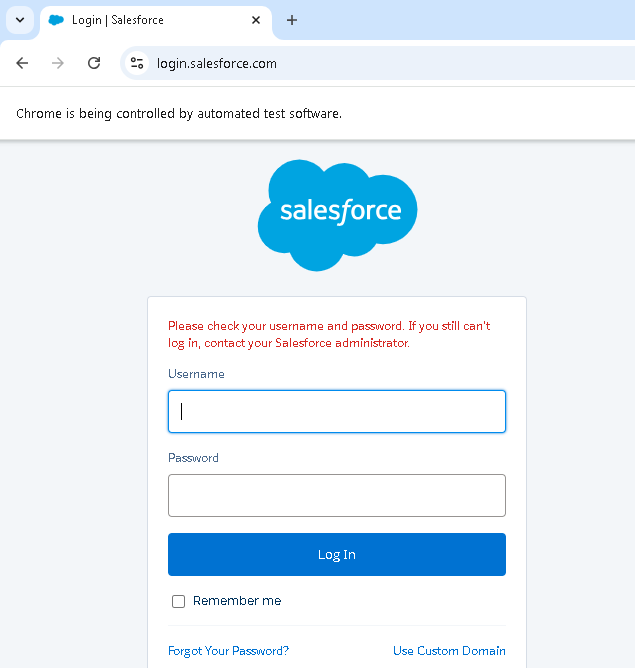 Login | Salesforce
login.salesforce.com
Chrome is being controlled by automated test software.
salesforce
Please check your username and password. If you still can't
log in, contact your Salesforce administrator.
Username
Password
Log In
Remember me
Forgot Your Password?
Use Custom Domain